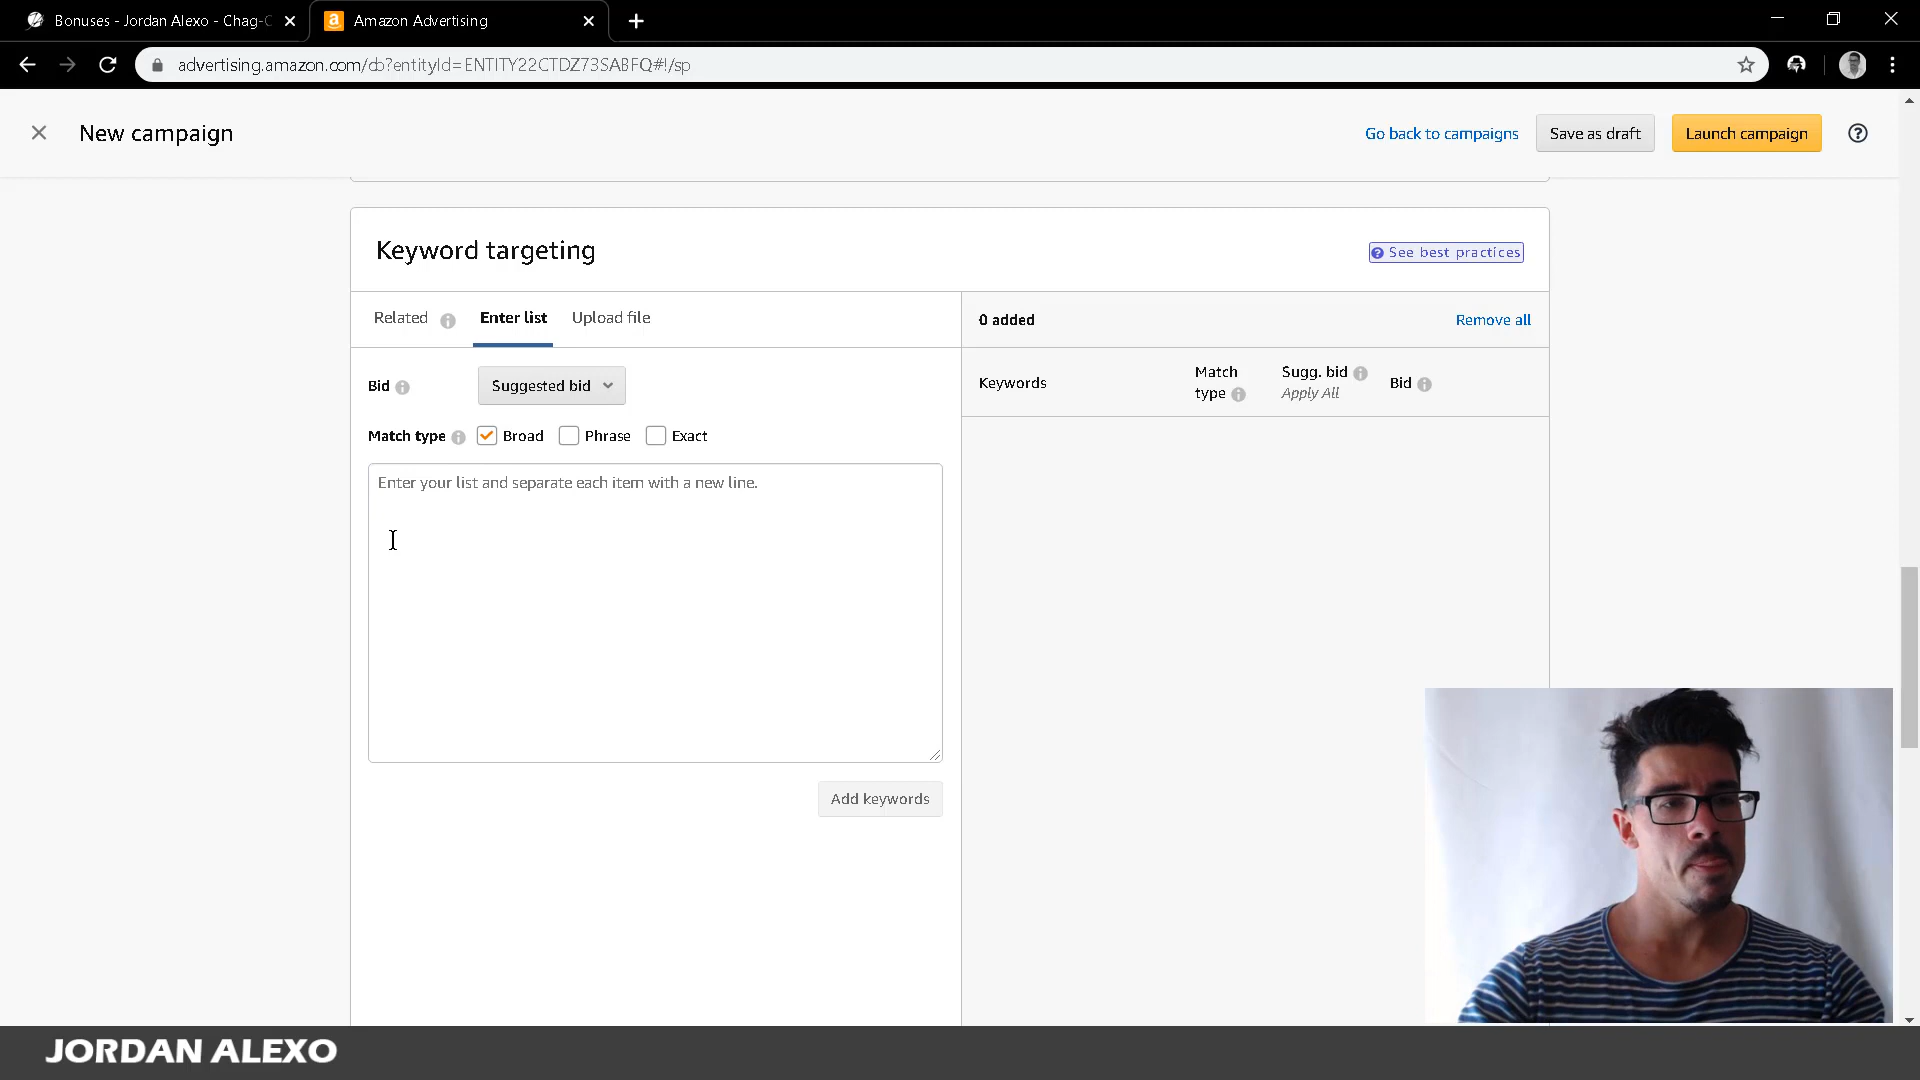 Bonuses - Jordan Alexo - Chag-C
Amazon Advertising
advertising.amazon.com/cb?entityId=ENTITY22CTDZ73SABFQ#!/sp
New campaign
Go back to campaigns
Save as draft
Launch campaign
Keyword targeting
See best practices
Related
Enter list
Upload file
0 added
Remove all
Bid
Suggested bid
Keywords
Match type
Sugg. bid
Apply All
Bid
Match type
Broad
Phrase
Exact
Enter your list and separate each item with a new line.
Add keywords
JORDAN ALEXO